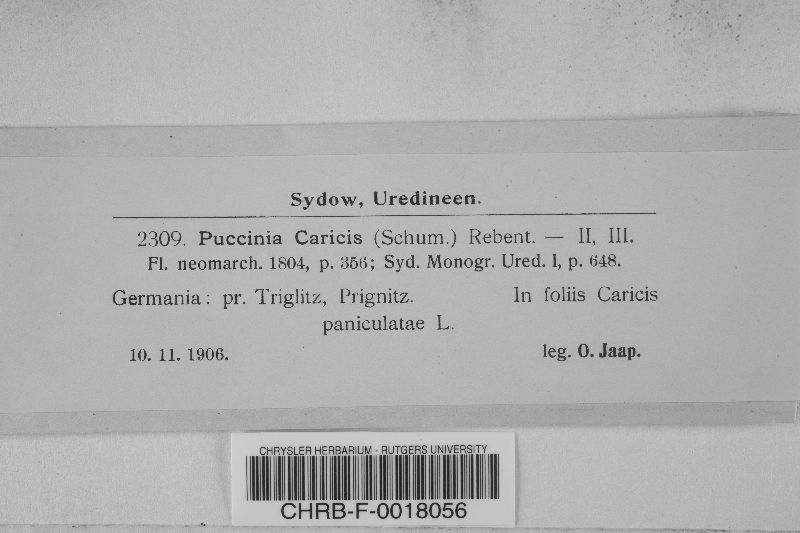 Sydow, Uredineen.
2309. Puccinia Caricis (Schum.) Rebent. — II, III.
Fl. neomarch. 1804, p. 356; Syd. Monogr. Ured. I, p. 648.
Germania: pr. Triglitz, Prignitz. In foliis Caricis
paniculatae L.
10. 11. 1906. leg. O. Jaap.
CHRYSLER HERBARIUM - RUTGERS UNIVERSITY
CHRB-F-0018056